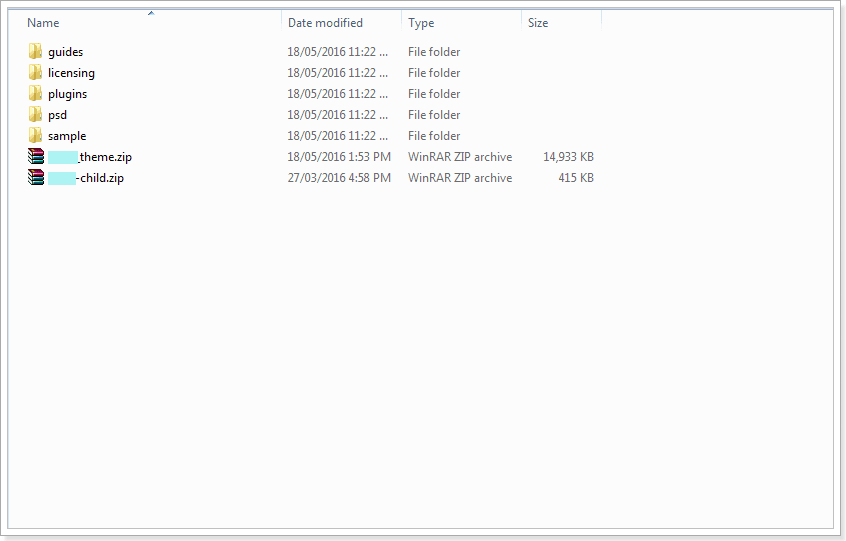 Name Date modified Type Size
guides 18/05/2016 11:22 ... File folder
licensing 18/05/2016 11:22 ... File folder
plugins 18/05/2016 11:22 ... File folder
psd 18/05/2016 11:22 ... File folder
sample 18/05/2016 11:22 ... File folder
_theme.zip 18/05/2016 1:53 PM WinRAR ZIP archive 14,933 KB
-child.zip 27/03/2016 4:58 PM WinRAR ZIP archive 415 KB